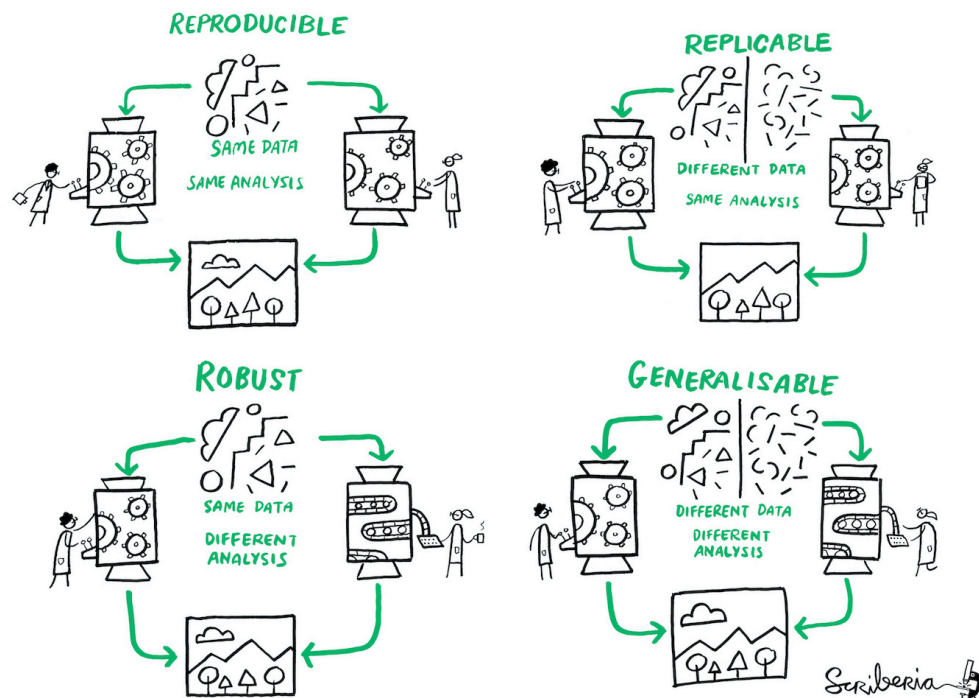 REPRODUCIBLE
SAME DATA
SAME ANALYSIS
REPLICABLE
DIFFERENT DATA
SAME ANALYSIS
ROBUST
SAME DATA
DIFFERENT
ANALYSIS
GENERALISABLE
DIFFERENT DATA
DIFFERENT
ANALYSIS
Scriberia